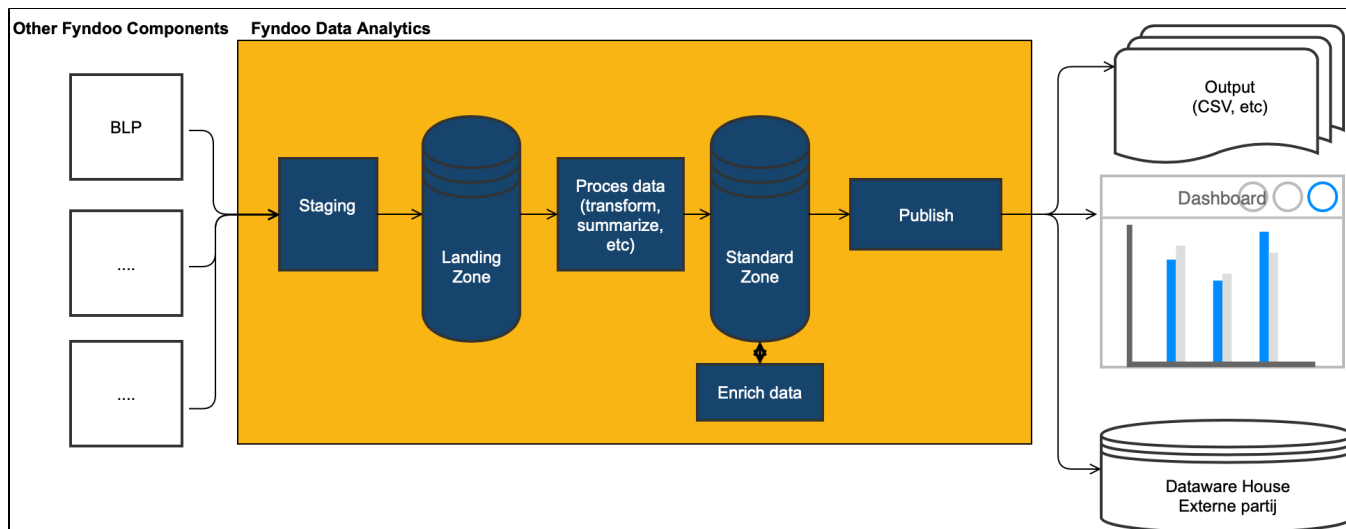 Other Fyndoo Components
Fyndoo Data Analytics
BLP
....
....
Staging
Landing
Zone
Proces data
(transform,
summarize,
etc)
Standard
Zone
Enrich data
Publish
Output
(CSV, etc)
Dashboard
Dataware House
Externe partij